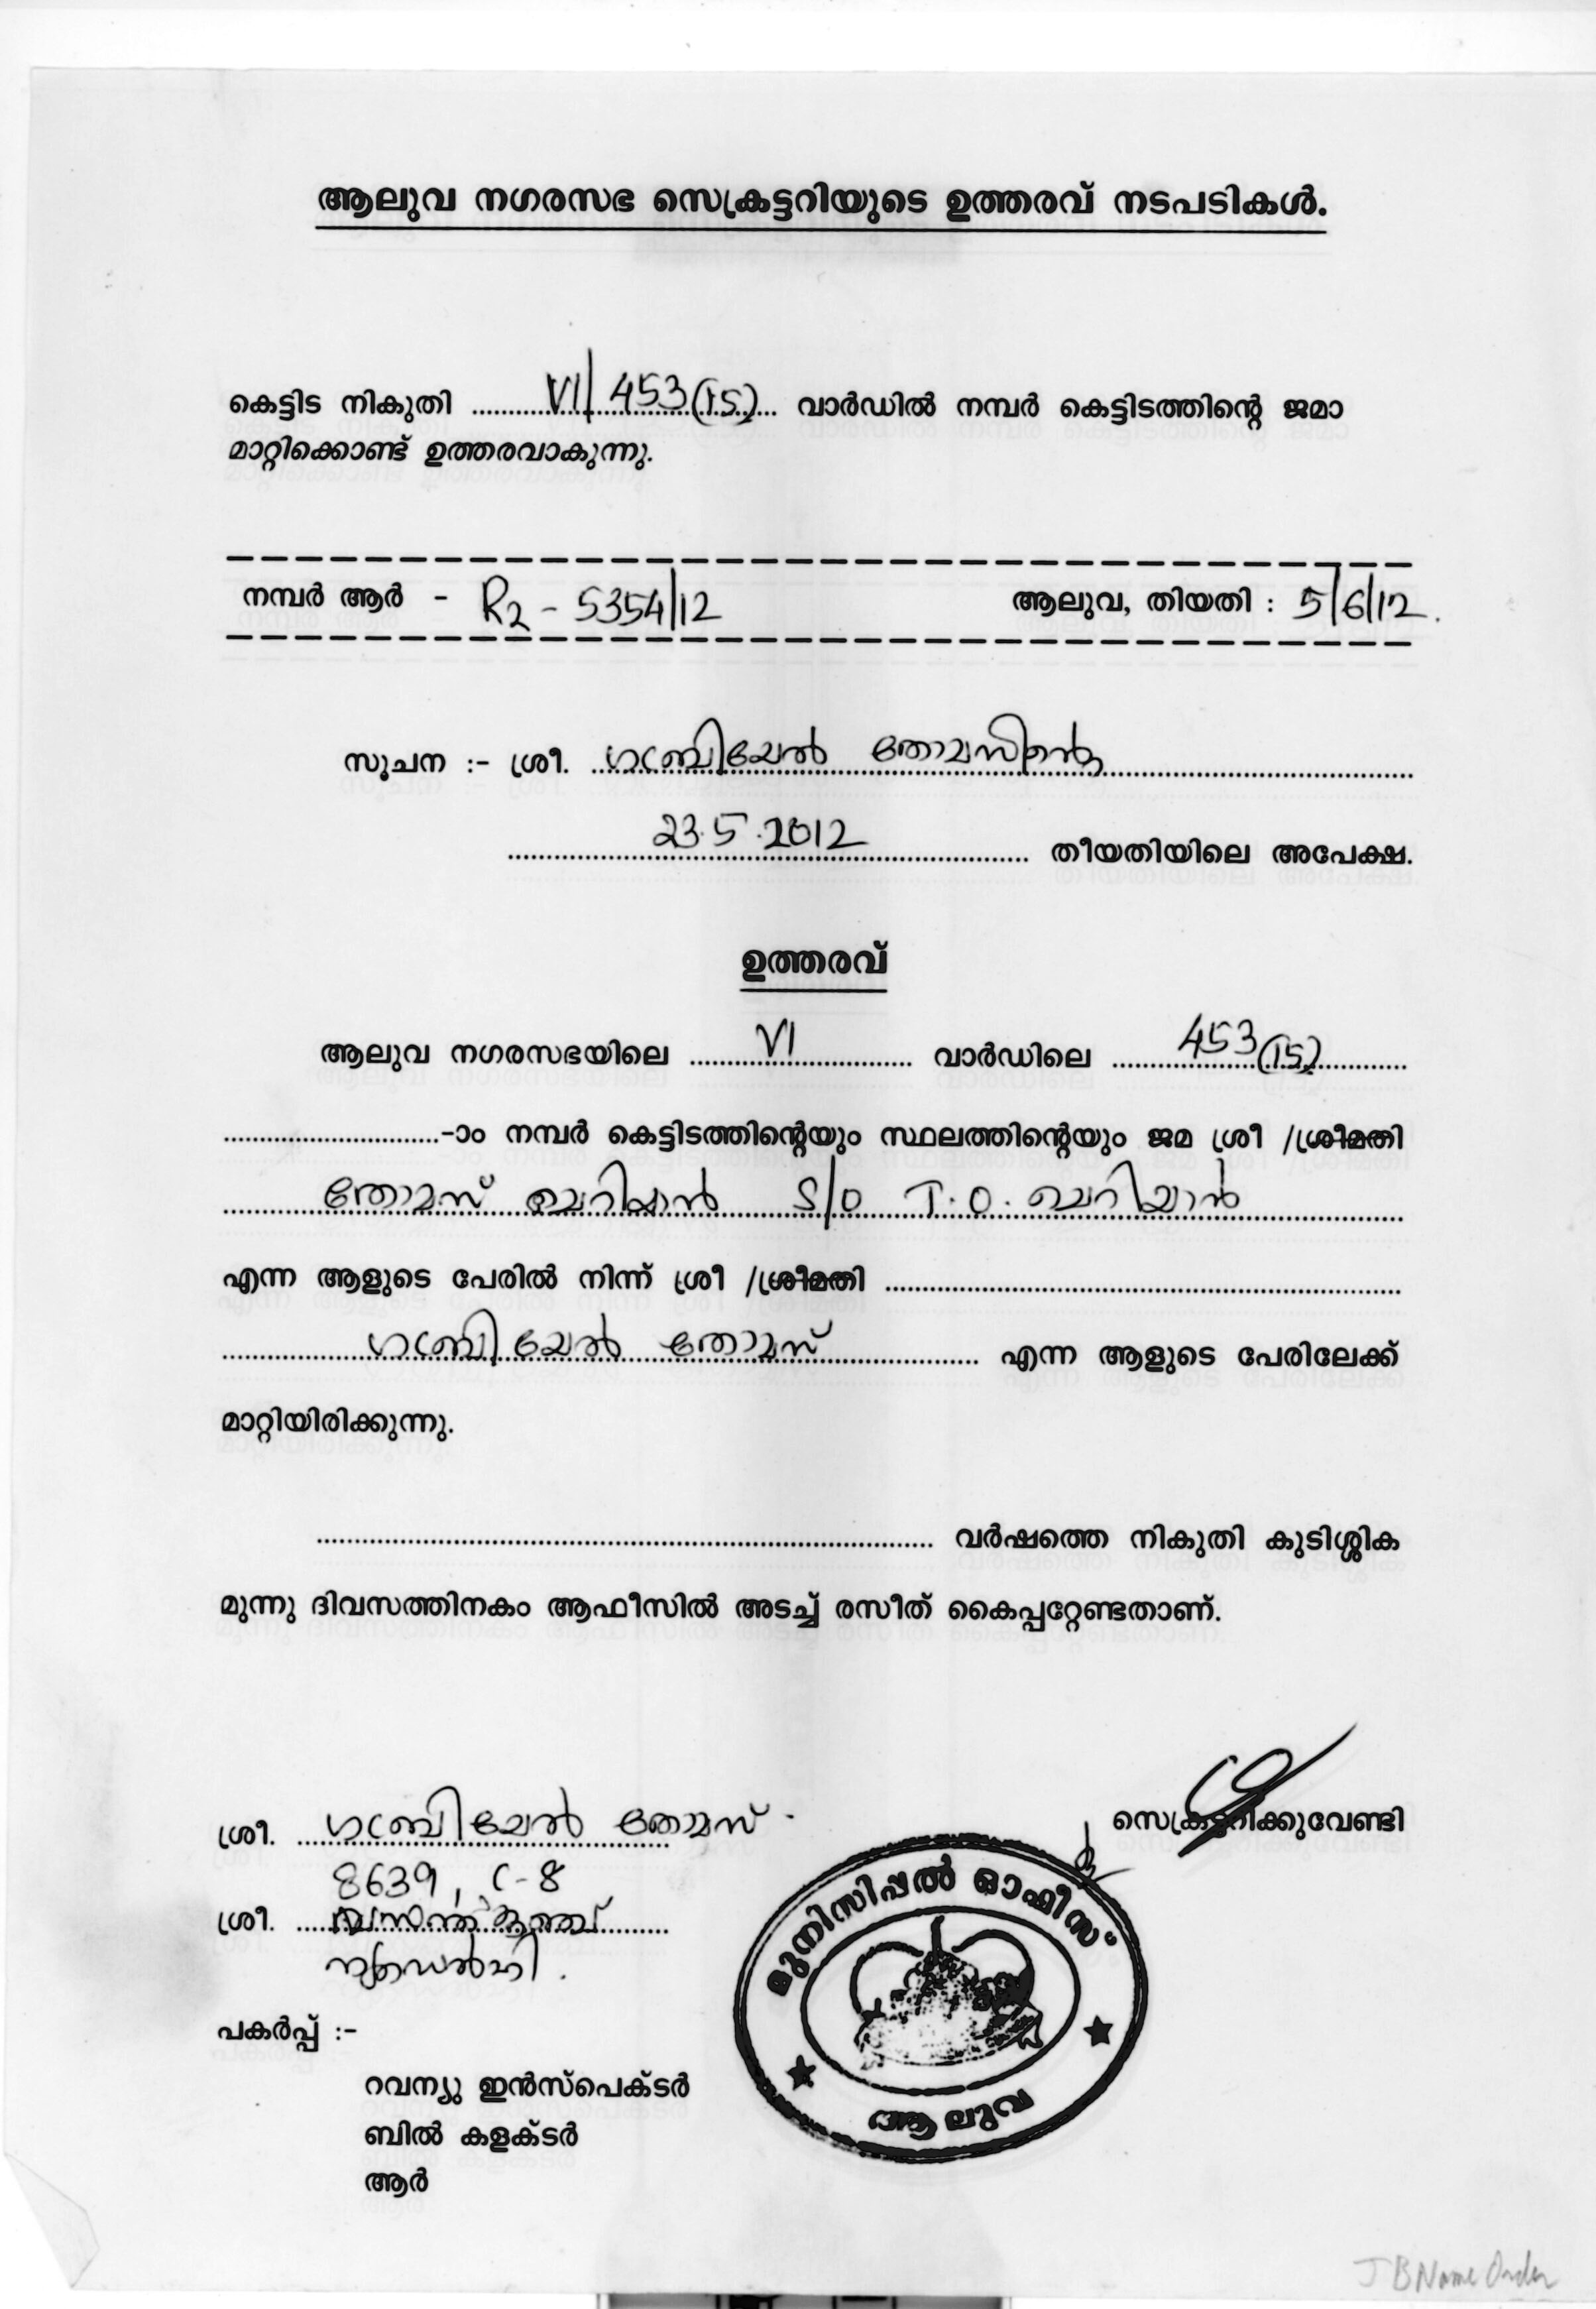 ആലുവ നഗരസഭ സെക്രട്ടറിയുടെ ഉത്തരവ് നടപടികൾ.
കെട്ടിട നികുതി VI/453(15) വാർഡിൽ നമ്പർ കെട്ടിടത്തിന്റെ ജമാ
മാറ്റിക്കൊണ്ട് ഉത്തരവാകുന്നു.
നമ്പർ ആർ - R2 - 5354/12 ആലുവ, തിയതി : 5/6/12.
സൂചന :- ശ്രീ. ഗബ്രിയേൽ തോമസിന്റെ
23.5.2012 തീയതിയിലെ അപേക്ഷ.
ഉത്തരവ്
ആലുവ നഗരസഭയിലെ VI വാർഡിലെ 453(15)
-ാം നമ്പർ കെട്ടിടത്തിന്റെയും സ്ഥലത്തിന്റെയും ജമ ശ്രീ /ശ്രീമതി
തോമസ് ചെറിയാൻ S/O T.O. ചെറിയാൻ
എന്ന ആളുടെ പേരിൽ നിന്ന് ശ്രീ /ശ്രീമതി
ഗബ്രിയേൽ തോമസ് എന്ന ആളുടെ പേരിലേക്ക്
മാറ്റിയിരിക്കുന്നു.
വർഷത്തെ നികുതി കുടിശ്ശിക
മുന്നു ദിവസത്തിനകം ആഫീസിൽ അടച്ച് രസീത് കൈപ്പറ്റേണ്ടതാണ്.
സെക്രട്ടറിക്കുവേണ്ടി
ശ്രീ. ഗബ്രിയേൽ തോമസ്
8639, C-8
ശ്രീ. വസന്ത് കുഞ്ച്
ന്യൂഡെൽഹി.
മുനിസിപ്പൽ ഓഫീസ്
ആലുവ
പകർപ്പ് :-
റവന്യു ഇൻസ്പെക്ടർ
ബിൽ കളക്ടർ
ആർ
J B Name Order